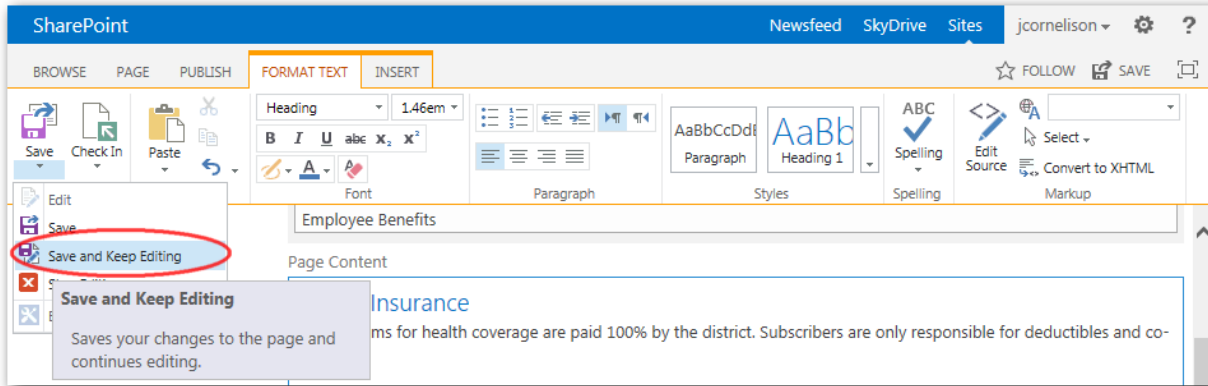 SharePoint
Newsfeed SkyDrive Sites jcornelison ?
BROWSE PAGE PUBLISH FORMAT TEXT INSERT
FOLLOW SAVE
Save
Check In
Paste
Heading 1.46em
B I U abc X₂ X²
A
Font
Paragraph
AaBbCcDdE
Paragraph
AaBb
Heading 1
Styles
ABC
Spelling
Spelling
Edit
Source
Select
Convert to XHTML
Markup
Edit
Save
Save and Keep Editing
Save and Keep Editing
Saves your changes to the page and
continues editing.
Employee Benefits
Page Content
Insurance
ms for health coverage are paid 100% by the district. Subscribers are only responsible for deductibles and co-